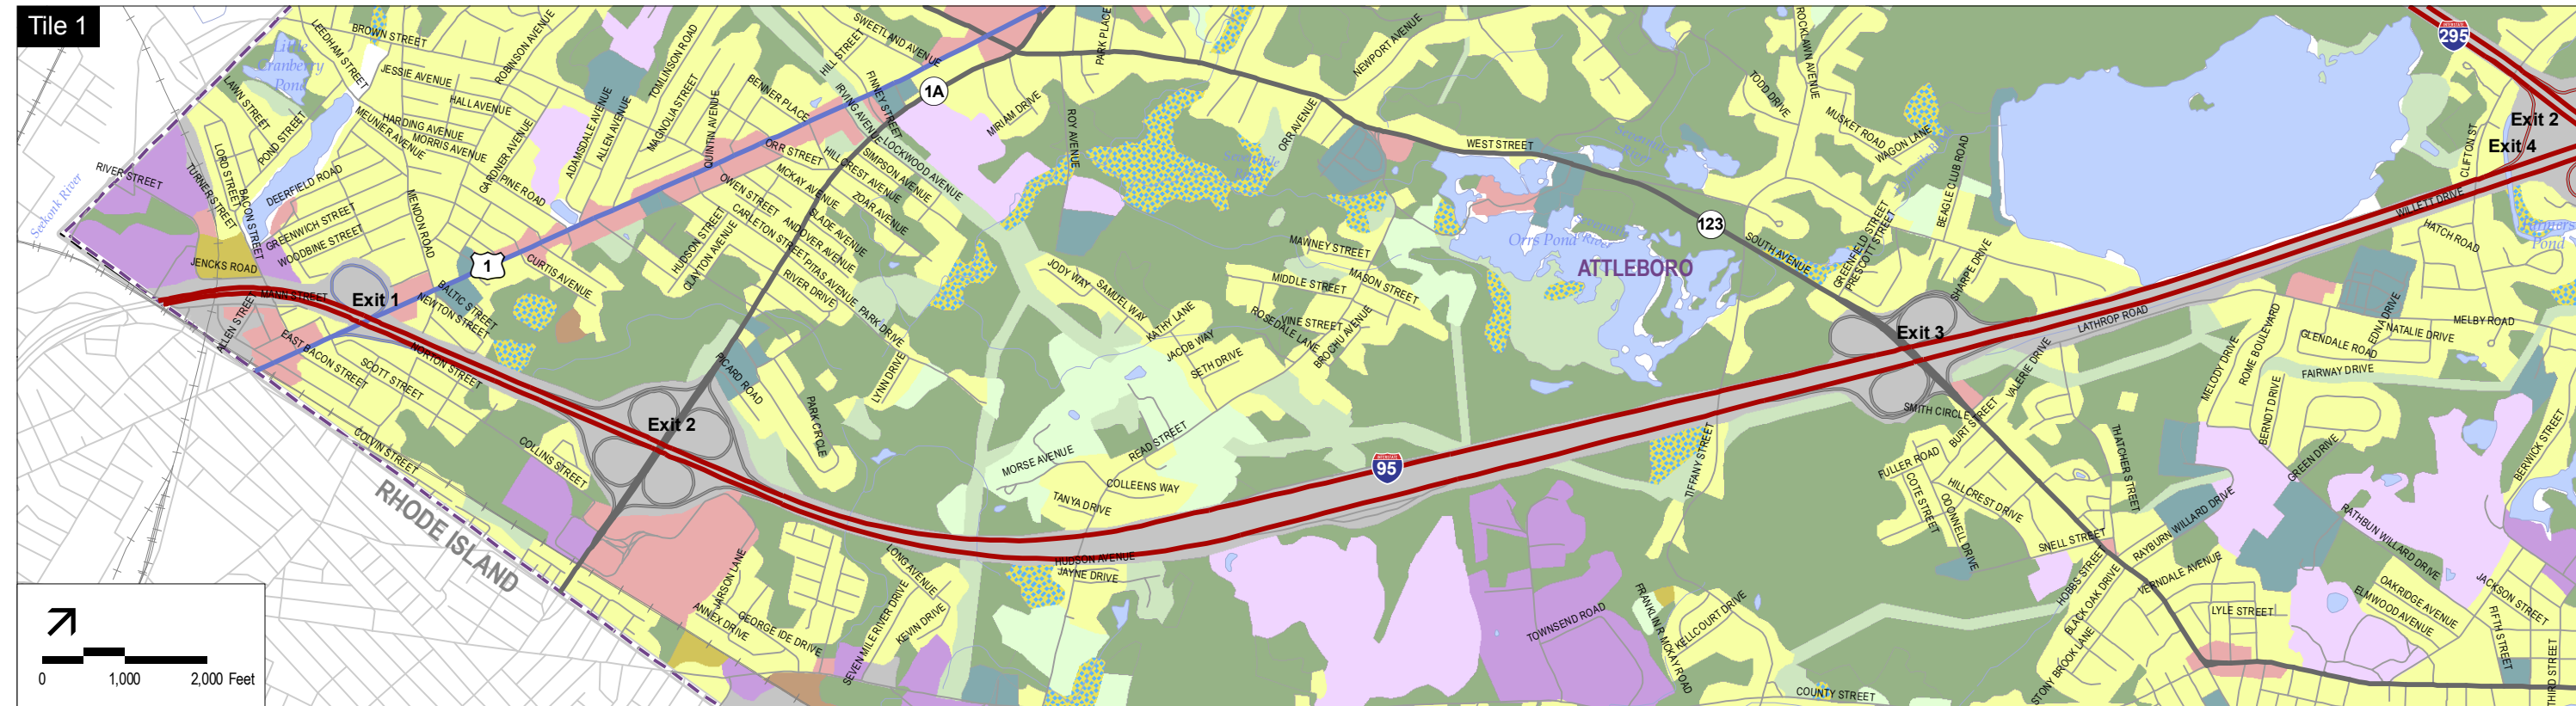 Tile 1
LEEDHAM STREET
BROWN STREET
ROBINSON AVENUE
Little
Cranberry
Pond
JESSIE AVENUE
HALL AVENUE
LAWN STREET
POND STREET
MEUNIER AVENUE
HARDING AVENUE
MORRIS AVENUE
GARDNER AVENUE
ADAMSDALE AVENUE
ALLEN AVENUE
TOMLINSON ROAD
MAGNOLIA STREET
QUINTIN AVENUE
BENNER PLACE
HILL STREET
SWEETLAND AVENUE
FINNEY STREET
IRVING AVENUE
1A
LOCKWOOD AVENUE
MIRIAM DRIVE
PARK PLACE
ROY AVENUE
NEWPORT AVENUE
ORR AVENUE
WEST STREET
Sevenmile
River
TODD DRIVE
ROCKLAWN AVENUE
MUSKET ROAD
WAGON LANE
BEAGLE CLUB ROAD
295
Exit 2
Exit 4
CLIFTON ST
WILLETT DRIVE
HATCH ROAD
Pond
RIVER STREET
Seekonk River
LORD STREET
TURNER STREET
BACON STREET
DEERFIELD ROAD
GREENWICH STREET
WOODBINE STREET
JENCKS ROAD
MENDON ROAD
PINE ROAD
1
CURTIS AVENUE
BALTIC STREET
NEWTON STREET
Exit 1
MANN STREET
ALLEN STREET
EAST BACON STREET
SCOTT STREET
NORTON STREET
COLVIN STREET
COLLINS STREET
Exit 2
ORR STREET
HILLCREST AVENUE
SIMPSON AVENUE
MCKAY AVENUE
ZOAR AVENUE
OWEN STREET
SLADE AVENUE
CARLETON STREET
ANDOVER AVENUE
PITAS AVENUE
HUDSON STREET
CLAYTON AVENUE
RIVER DRIVE
PARK DRIVE
LYNN DRIVE
PICARD ROAD
PARK CIRCLE
JODY WAY
SAMUEL WAY
KATHY LANE
JACOB WAY
SETH DRIVE
MAWNEY STREET
MIDDLE STREET
MASON STREET
VINE STREET
ROSEDALE LANE
BROCHU AVENUE
Orrs Pond
Sevenmile
River
ATTLEBORO
123
SOUTH AVENUE
GREENFIELD STREET
PRESCOTT STREET
SHARPE DRIVE
Exit 3
LATHROP ROAD
VALERIE DRIVE
SMITH CIRCLE
BURT STREET
MELODY DRIVE
ROME BOULEVARD
BERNDT DRIVE
GLENDALE ROAD
EDNA DRIVE
NATALIE DRIVE
MELBY ROAD
FAIRWAY DRIVE
GREEN DRIVE
BERWICK STREET
MORSE AVENUE
READ STREET
COLLEENS WAY
TANYA DRIVE
95
TIFFANY STREET
FULLER ROAD
COTE STREET
HILLCREST DRIVE
ODONNELL DRIVE
THATCHER STREET
SNELL STREET
RAYBURN WILLARD DRIVE
RATHBUN WILLARD DRIVE
HUDSON AVENUE
JAYNE DRIVE
LONG AVENUE
SEVEN MILE RIVER DRIVE
KEVIN DRIVE
JARSON LANE
ANNEX DRIVE
GEORGE IDE DRIVE
RHODE ISLAND
TOWNSEND ROAD
FRANKLIN R MCKAY ROAD
KELLCOURT DRIVE
COUNTY STREET
HOBBS STREET
BLACK OAK DRIVE
STONY BROOK LANE
VERNDALE AVENUE
LYLE STREET
OAKRIDGE AVENUE
ELMWOOD AVENUE
JACKSON STREET
FIFTH STREET
THIRD STREET
0 1,000 2,000 Feet